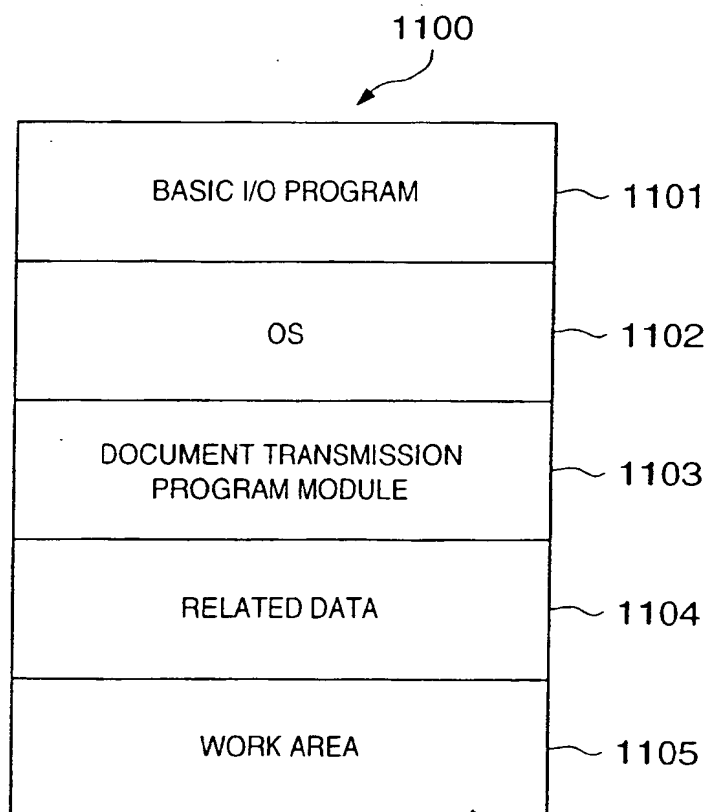 1100
BASIC I/O PROGRAM
1101
OS
1102
DOCUMENT TRANSMISSION
PROGRAM MODULE
1103
RELATED DATA
1104
WORK AREA
1105